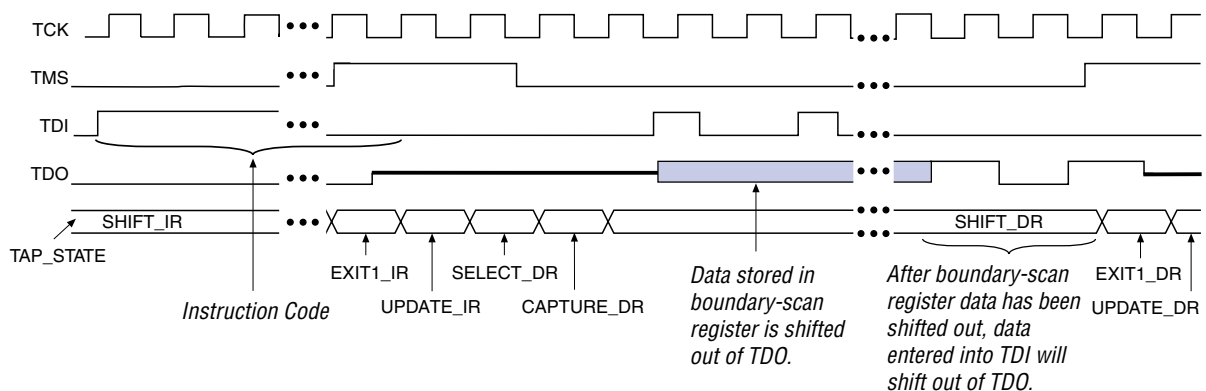 TCK
TMS
TDI
TDO
SHIFT_IR
SHIFT_DR
TAP_STATE
EXIT1_IR
SELECT_DR
Instruction Code
UPDATE_IR
CAPTURE_DR
Data stored in
boundary-scan
register is shifted
out of TDO.
After boundary-scan
register data has been
shifted out, data
entered into TDI will
shift out of TDO.
EXIT1_DR
UPDATE_DR